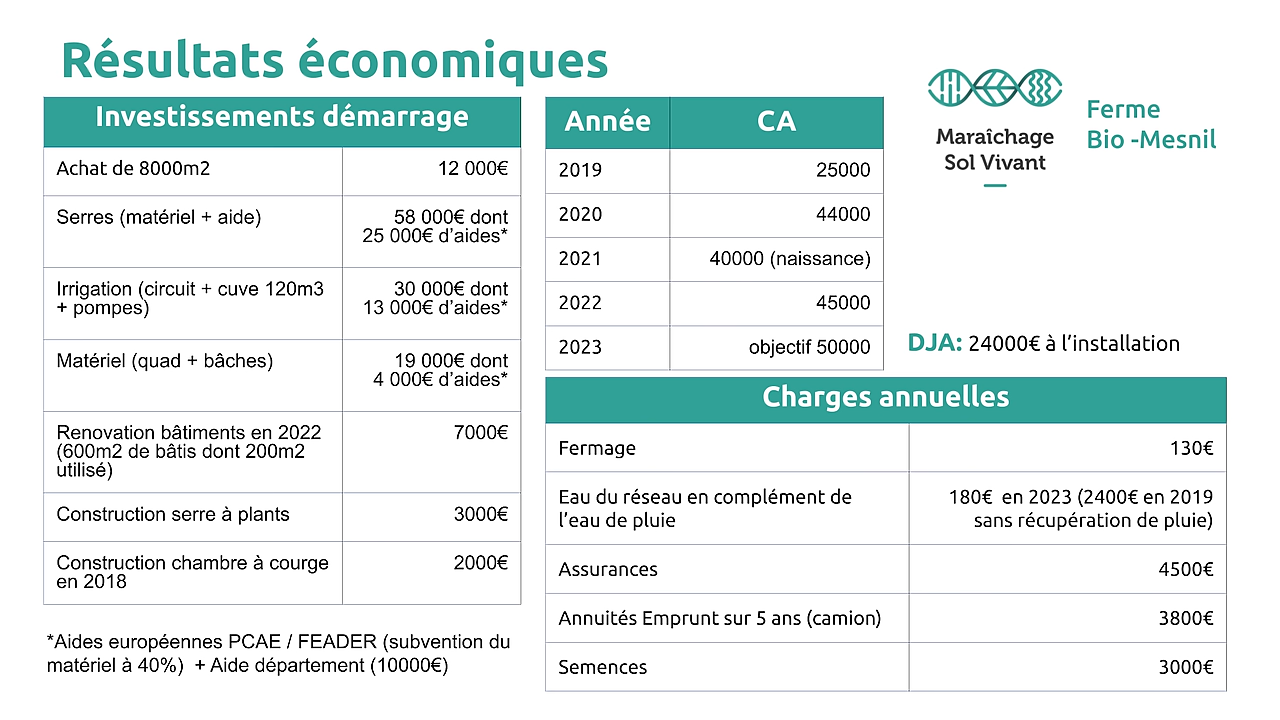 Résultats économiques
Investissements démarrage
Achat de 8000m2 12 000€
Serres (matériel + aide) 58 000€ dont
25 000€ d'aides*
Irrigation (circuit + cuve 120m3 30 000€ dont
+ pompes) 13 000€ d'aides*
Matériel (quad + bâches) 19 000€ dont
4 000€ d'aides*
Renovation bâtiments en 2022 7000€
(600m2 de bâtis dont 200m2
utilisé)
Construction serre à plants 3000€
Construction chambre à courge 2000€
en 2018
*Aides européennes PCAE / FEADER (subvention du
matériel à 40%) + Aide département (10000€)
Année CA
2019 25000
2020 44000
2021 40000 (naissance)
2022 45000
2023 objectif 50000
Maraîchage
Sol Vivant
Ferme
Bio -Mesnil
DJA: 24000€ à l'installation
Charges annuelles
Fermage 130€
Eau du réseau en complément de 180€ en 2023 (2400€ en 2019
l'eau de pluie sans récupération de pluie)
Assurances 4500€
Annuités Emprunt sur 5 ans (camion) 3800€
Semences 3000€